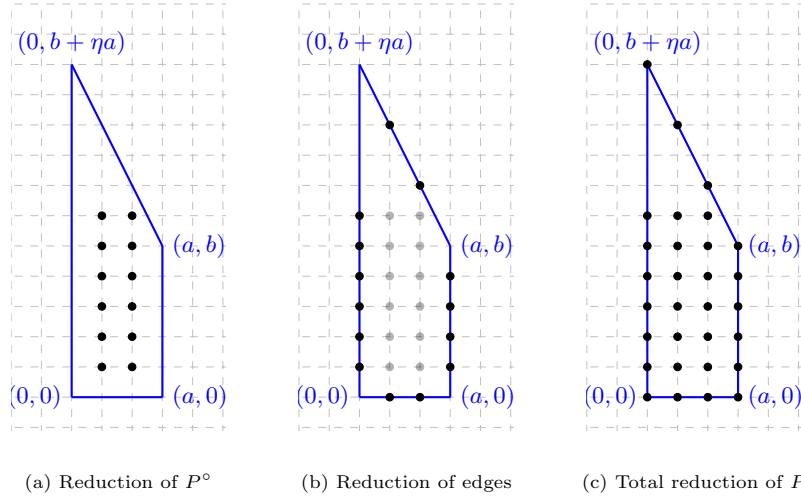 (0, b + ηa) (0, b + ηa) (0, b + ηa)
(a, b) (a, b) (a, b)
(0, 0) (a, 0) (0, 0) (a, 0) (0, 0) (a, 0)
(a) Reduction of P° (b) Reduction of edges (c) Total reduction of P